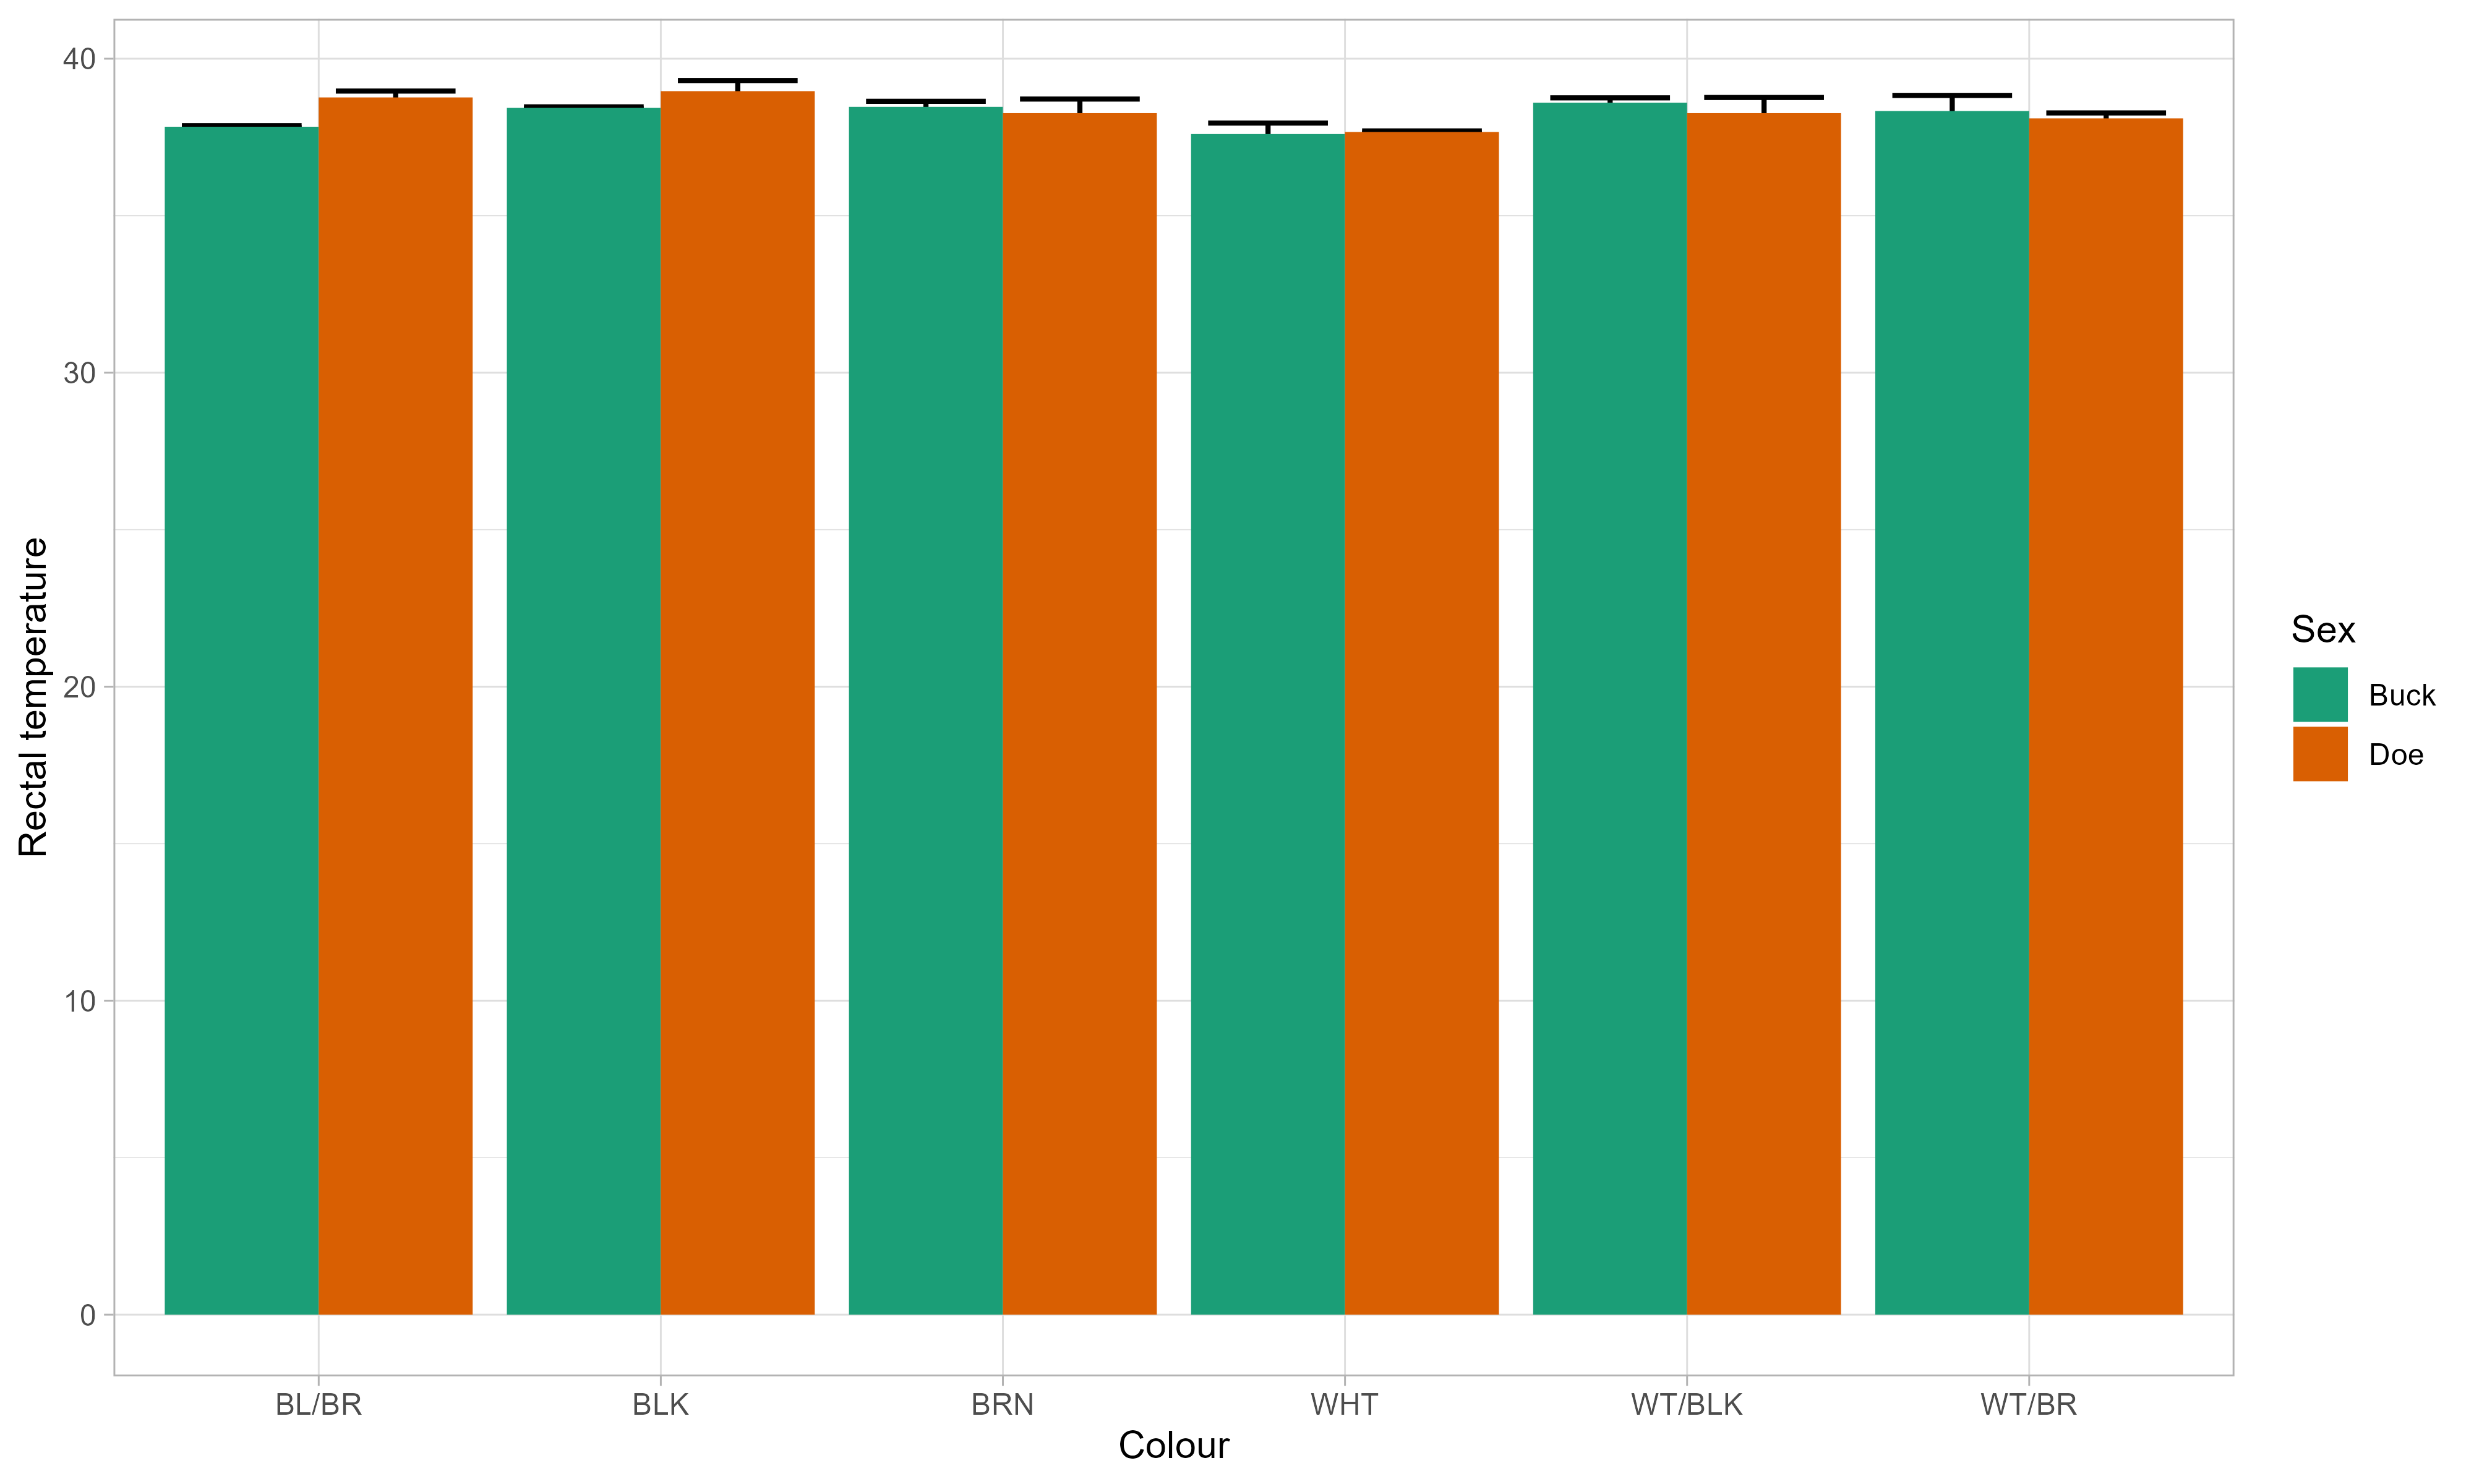 40
30
20
10
0
Rectal temperature
BL/BR
BLK
BRN
WHT
WT/BLK
WT/BR
Colour
Sex
Buck
Doe